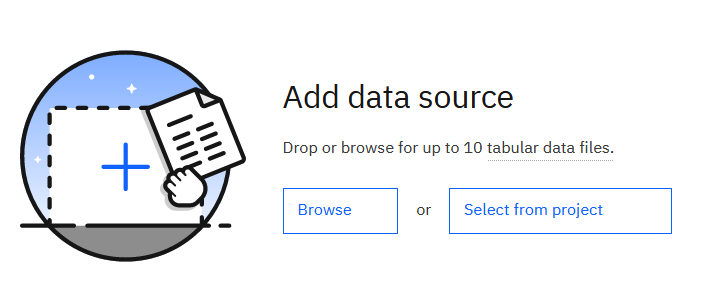 Add data source
Drop or browse for up to 10 tabular data files.
Browse or Select from project